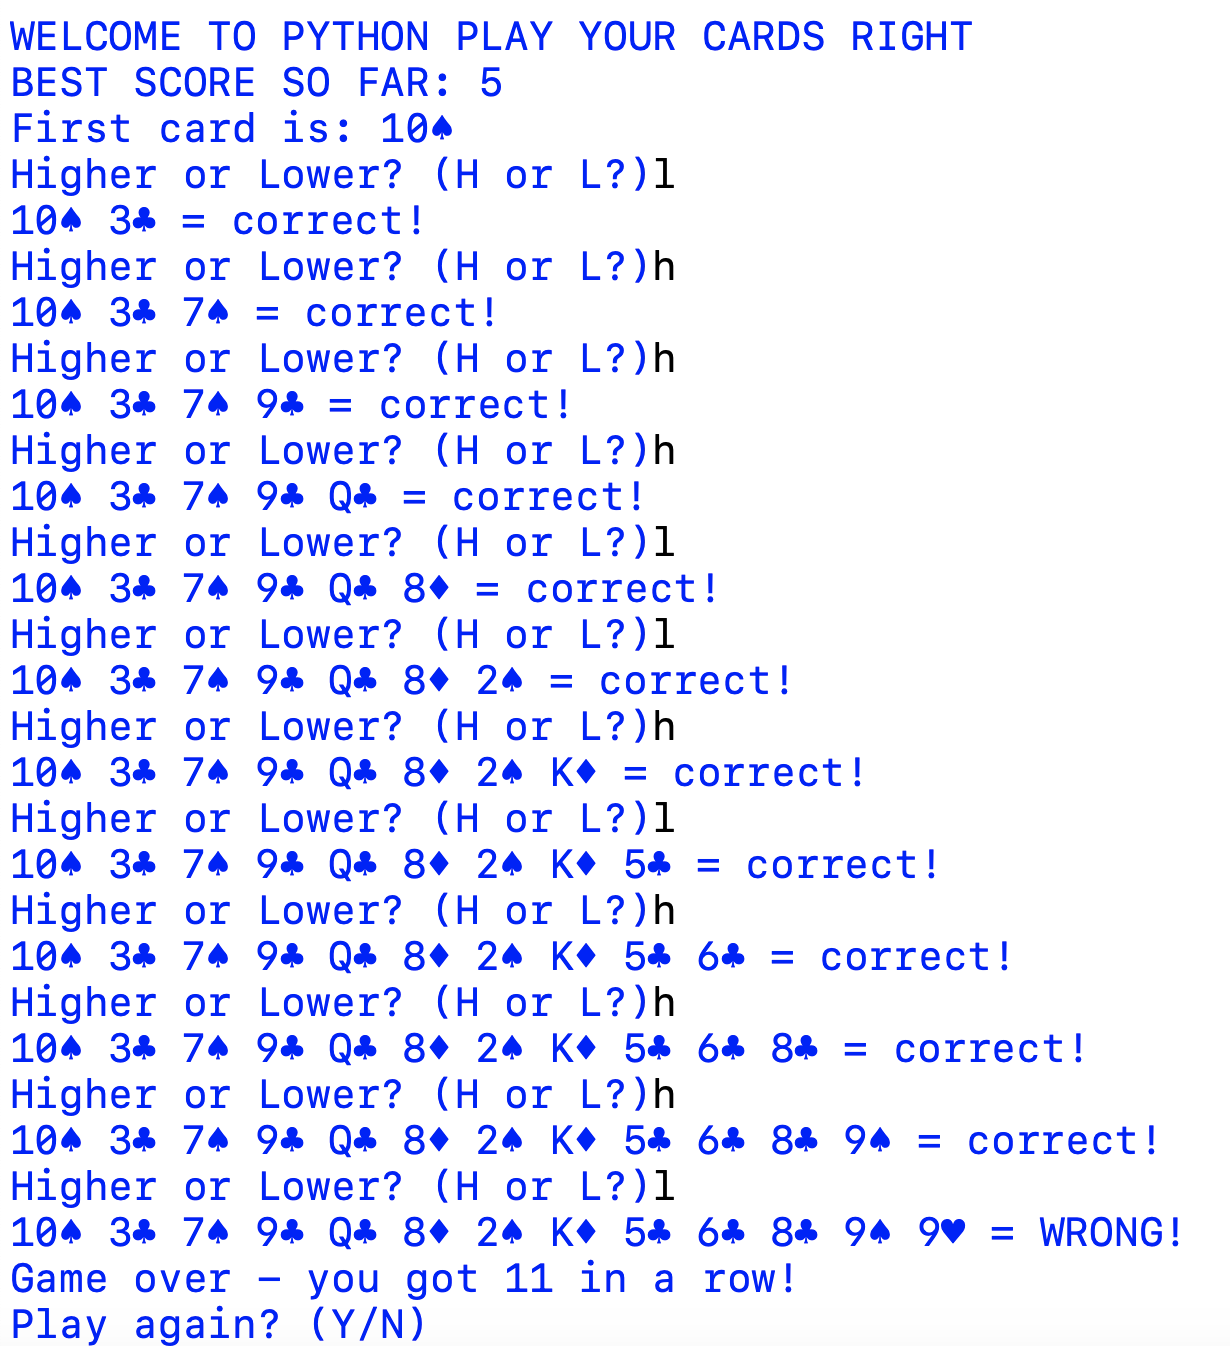 WELCOME TO PYTHON PLAY YOUR CARDS RIGHT
BEST SCORE SO FAR: 5
First card is: 10♠
Higher or Lower? (H or L?)l
10♠ 3♣ = correct!
Higher or Lower? (H or L?)h
10♠ 3♣ 7♠ = correct!
Higher or Lower? (H or L?)h
10♠ 3♣ 7♠ 9♣ = correct!
Higher or Lower? (H or L?)h
10♠ 3♣ 7♠ 9♣ Q♣ = correct!
Higher or Lower? (H or L?)l
10♠ 3♣ 7♠ 9♣ Q♣ 8♦ = correct!
Higher or Lower? (H or L?)l
10♠ 3♣ 7♠ 9♣ Q♣ 8♦ 2♠ = correct!
Higher or Lower? (H or L?)h
10♠ 3♣ 7♠ 9♣ Q♣ 8♦ 2♠ K♦ = correct!
Higher or Lower? (H or L?)l
10♠ 3♣ 7♠ 9♣ Q♣ 8♦ 2♠ K♦ 5♣ = correct!
Higher or Lower? (H or L?)h
10♠ 3♣ 7♠ 9♣ Q♣ 8♦ 2♠ K♦ 5♣ 6♣ = correct!
Higher or Lower? (H or L?)h
10♠ 3♣ 7♠ 9♣ Q♣ 8♦ 2♠ K♦ 5♣ 6♣ 8♣ = correct!
Higher or Lower? (H or L?)h
10♠ 3♣ 7♠ 9♣ Q♣ 8♦ 2♠ K♦ 5♣ 6♣ 8♣ 9♠ = correct!
Higher or Lower? (H or L?)l
10♠ 3♣ 7♠ 9♣ Q♣ 8♦ 2♠ K♦ 5♣ 6♣ 8♣ 9♠ 9♥ = WRONG!
Game over – you got 11 in a row!
Play again? (Y/N)